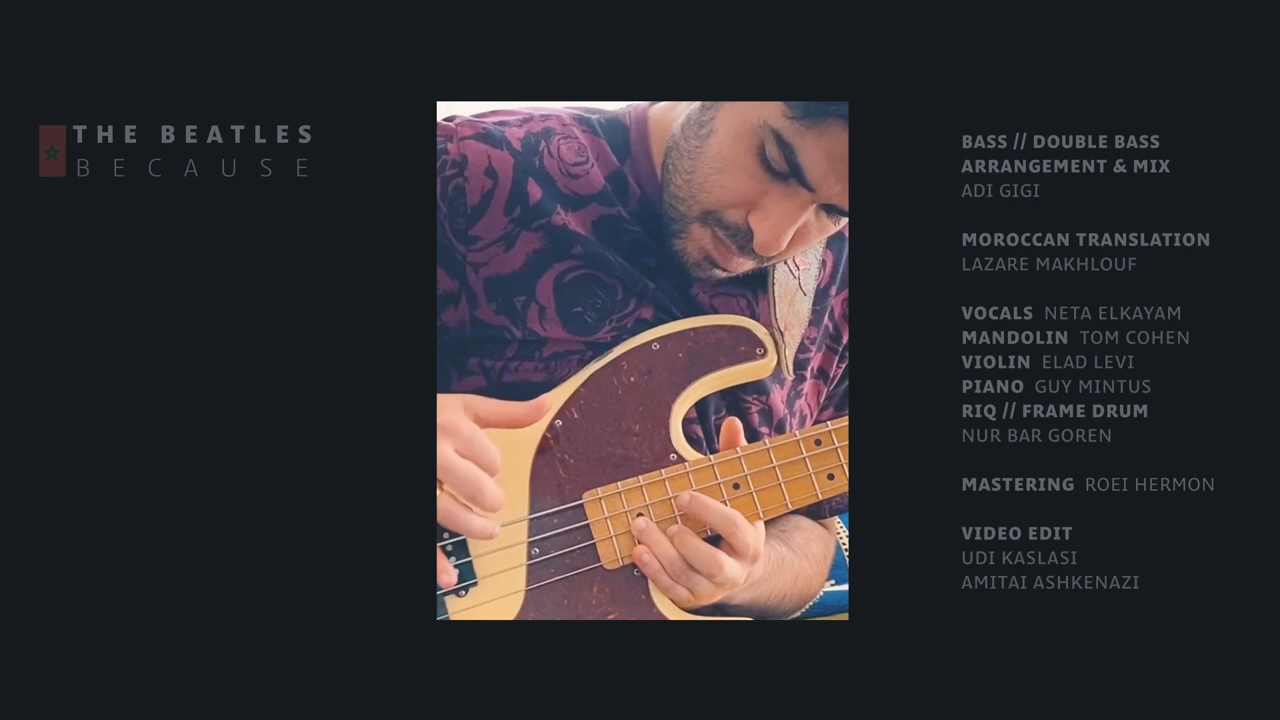 THE BEATLES
BECAUSE
BASS // DOUBLE BASS
ARRANGEMENT & MIX
ADI GIGI
MOROCCAN TRANSLATION
LAZARE MAKHLOUF
VOCALS NETA ELKAYAM
MANDOLIN TOM COHEN
VIOLIN ELAD LEVI
PIANO GUY MINTUS
RIQ // FRAME DRUM
NUR BAR GOREN
MASTERING ROEI HERMON
VIDEO EDIT
UDI KASLASI
AMITAI ASHKENAZI